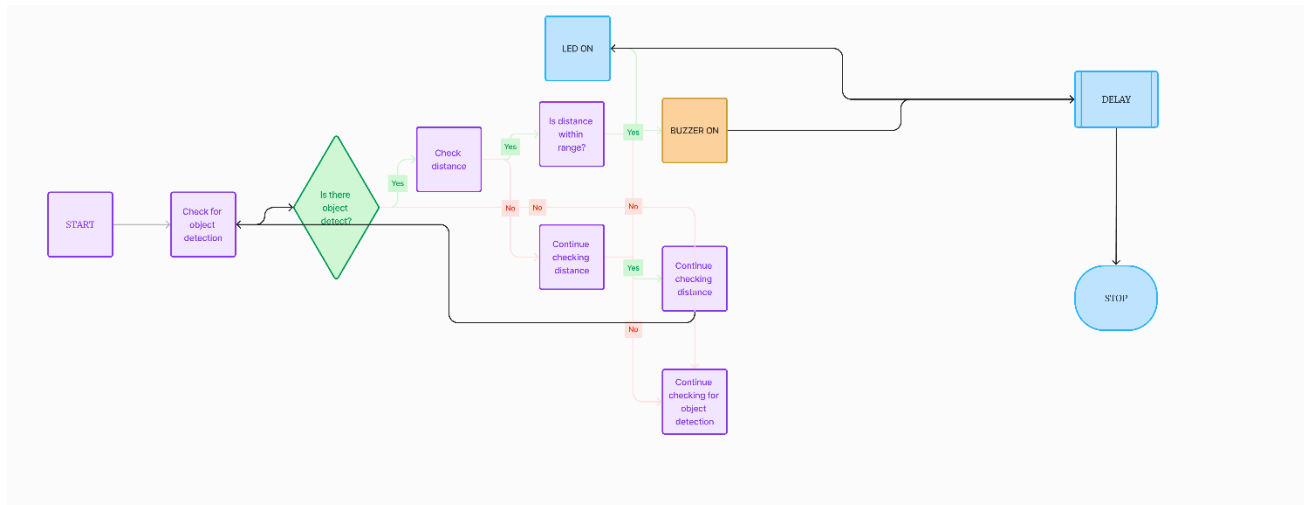 LED ON
DELAY
Is distance
within
range?
Yes
BUZZER ON
Check
distance
Yes
Yes
START
Check for
object
detection
Is there
object
detect?
No
No
No
Continue
checking
distance
Yes
Continue
checking
distance
STOP
No
Continue
checking for
object
detection